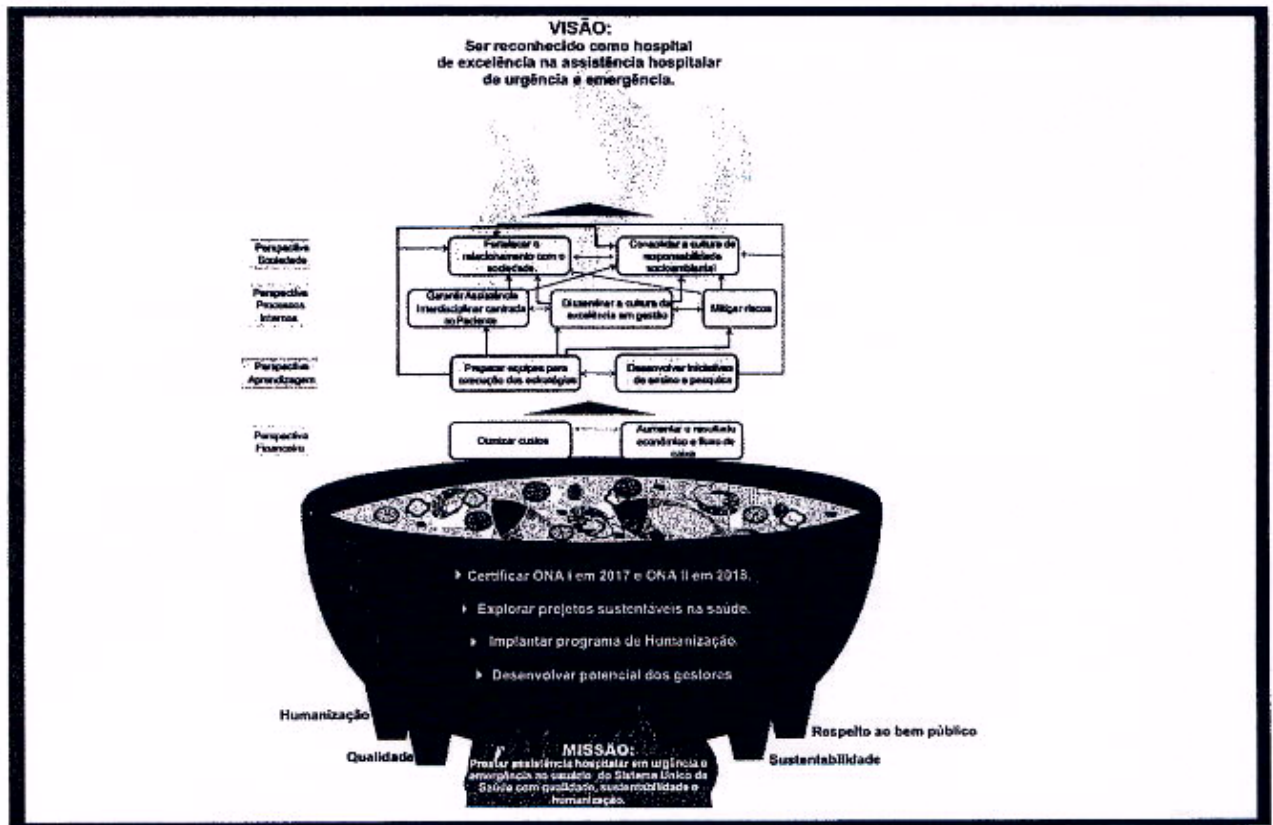 VISÃO:
Ser reconhecido como hospital
de excelência na assistência hospitalar
de urgência e emergência.
Perspectiva
Sociedade
Fortalecer o
relacionamento com a
sociedade.
Consolidar a cultura de
responsabilidade
socioambiental
Perspectiva
Processos
Internos
Garantir Assistência
Interdisciplinar centrada
no Paciente
Disseminar a cultura da
excelência em gestão
Mitigar riscos
Perspectiva
Aprendizagem
Preparar equipes para
execução das estratégias
Desenvolver iniciativas
de ensino e pesquisa
Perspectiva
Financeira
Otimizar custos
Aumentar o resultado
econômico e fluxo de
caixa
Certificar ONA I em 2017 e ONA II em 2018.
Explorar projetos sustentáveis na saúde.
Implantar programa de Humanização.
Desenvolver potencial dos gestores
Humanização
Qualidade
Respeito ao bem público
Sustentabilidade
MISSÃO:
Prestar assistência hospitalar em urgência e
emergência ao usuário do Sistema Único de
Saúde com qualidade, sustentabilidade e
humanização.